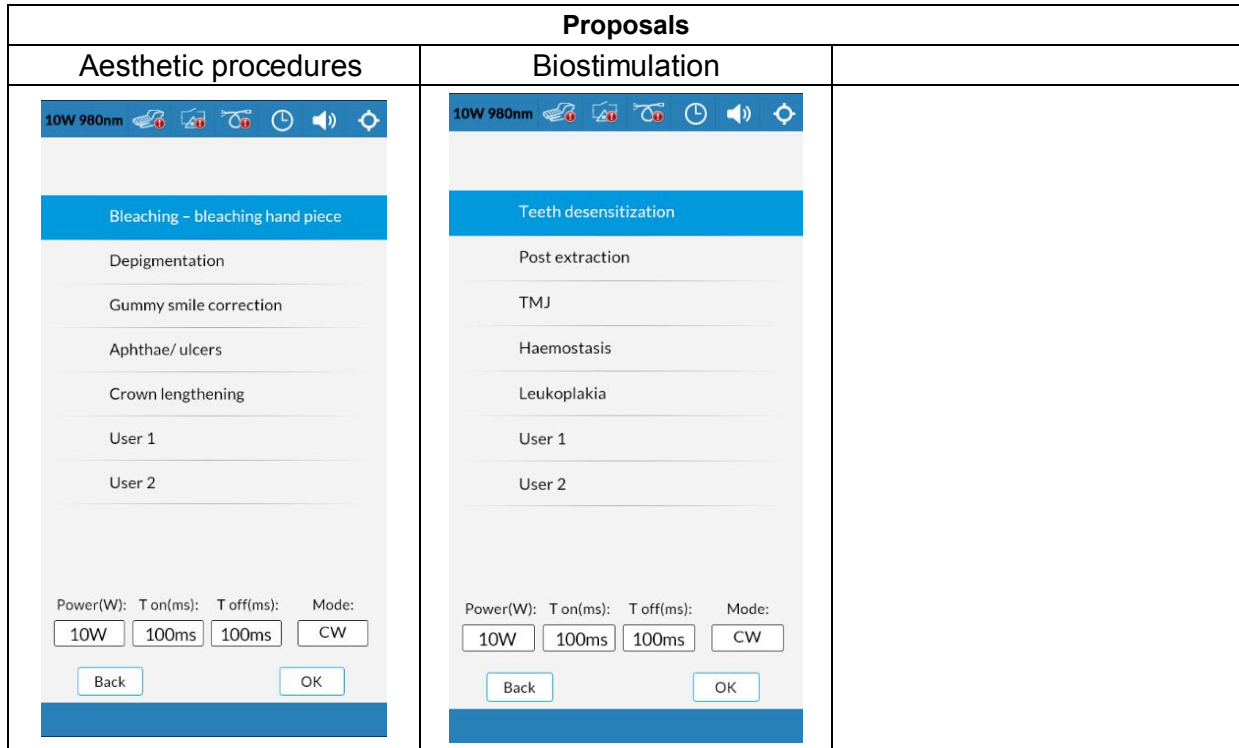 Proposals
Aesthetic procedures
Biostimulation
10W 980nm
Bleaching – bleaching hand piece
Depigmentation
Gummy smile correction
Aphthae/ ulcers
Crown lengthening
User 1
User 2
Power(W): T on(ms): T off(ms): Mode:
10W 100ms 100ms CW
Back OK
10W 980nm
Teeth desensitization
Post extraction
TMJ
Haemostasis
Leukoplakia
User 1
User 2
Power(W): T on(ms): T off(ms): Mode:
10W 100ms 100ms CW
Back OK